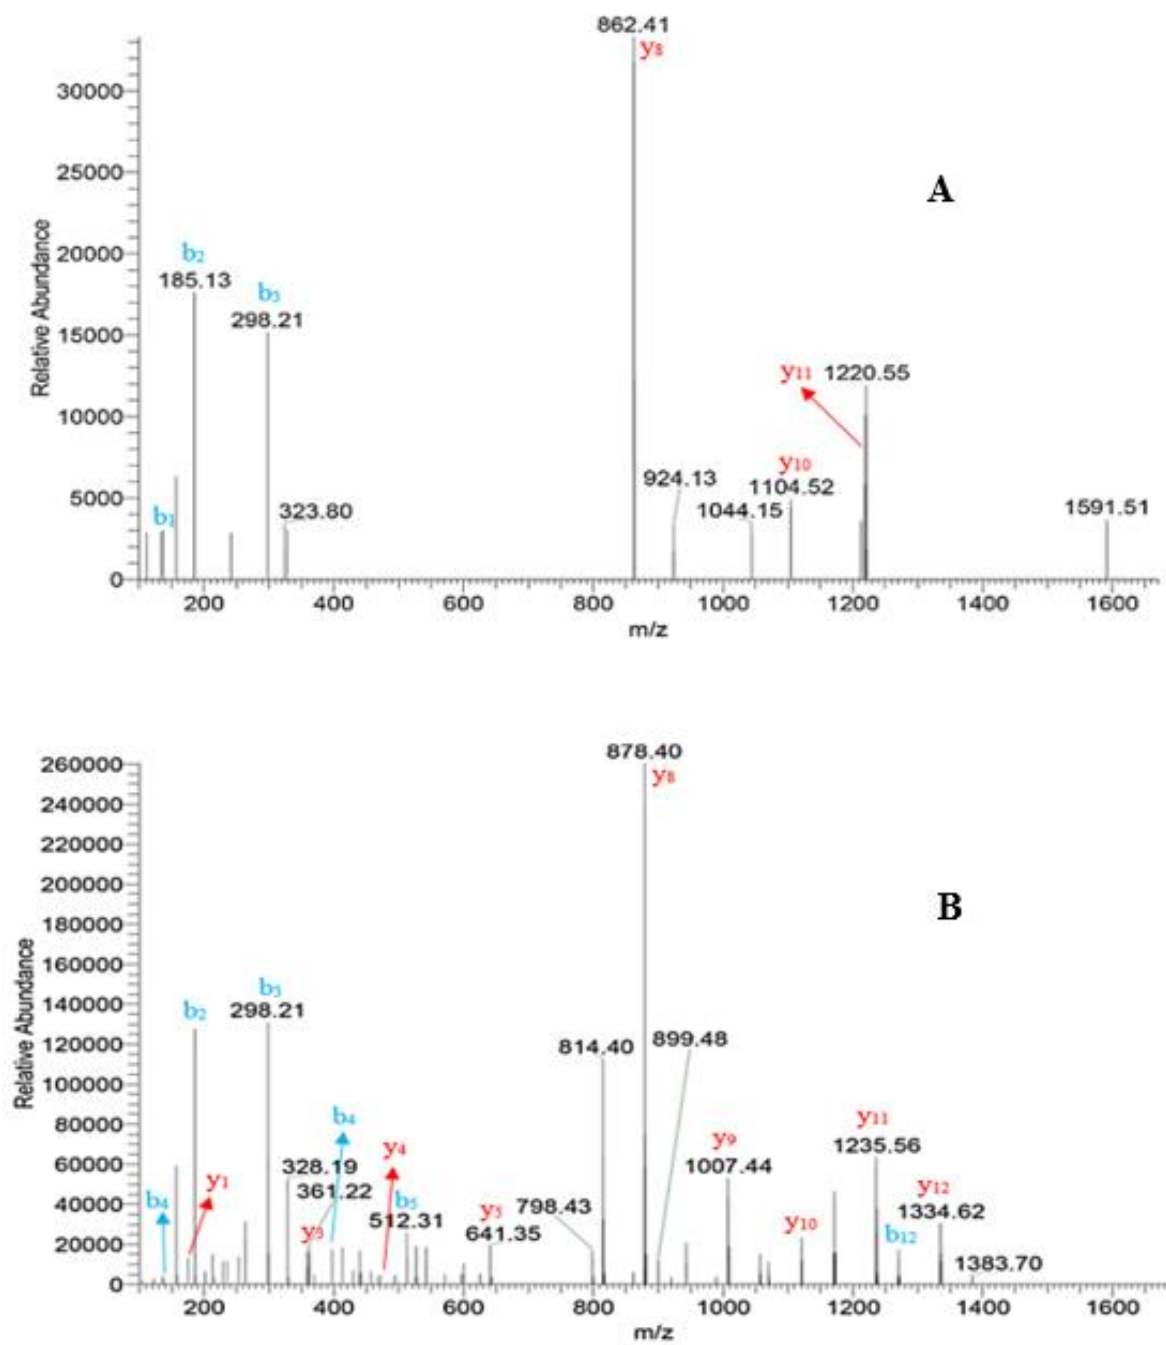 862.41
y8
30000
25000
A
20000
b2
185.13
b3
298.21
15000
Relative Abundance
y11
1220.55
10000
y10
924.13
1104.52
5000
b1
323.80
1044.15
1591.51
0
200
400
600
800
1000
1200
1400
1600
m/z
878.40
260000
y8
240000
220000
200000
B
180000
160000
b3
140000
b2
298.21
Relative Abundance
120000
814.40
899.48
100000
b4
80000
y4
y11
y9
1235.56
60000
b4
y1
328.19
1007.44
y12
361.22
b5
y5
798.43
1334.62
40000
y3
512.31
641.35
y10
b12
20000
1383.70
0
200
400
600
800
1000
1200
1400
1600
m/z